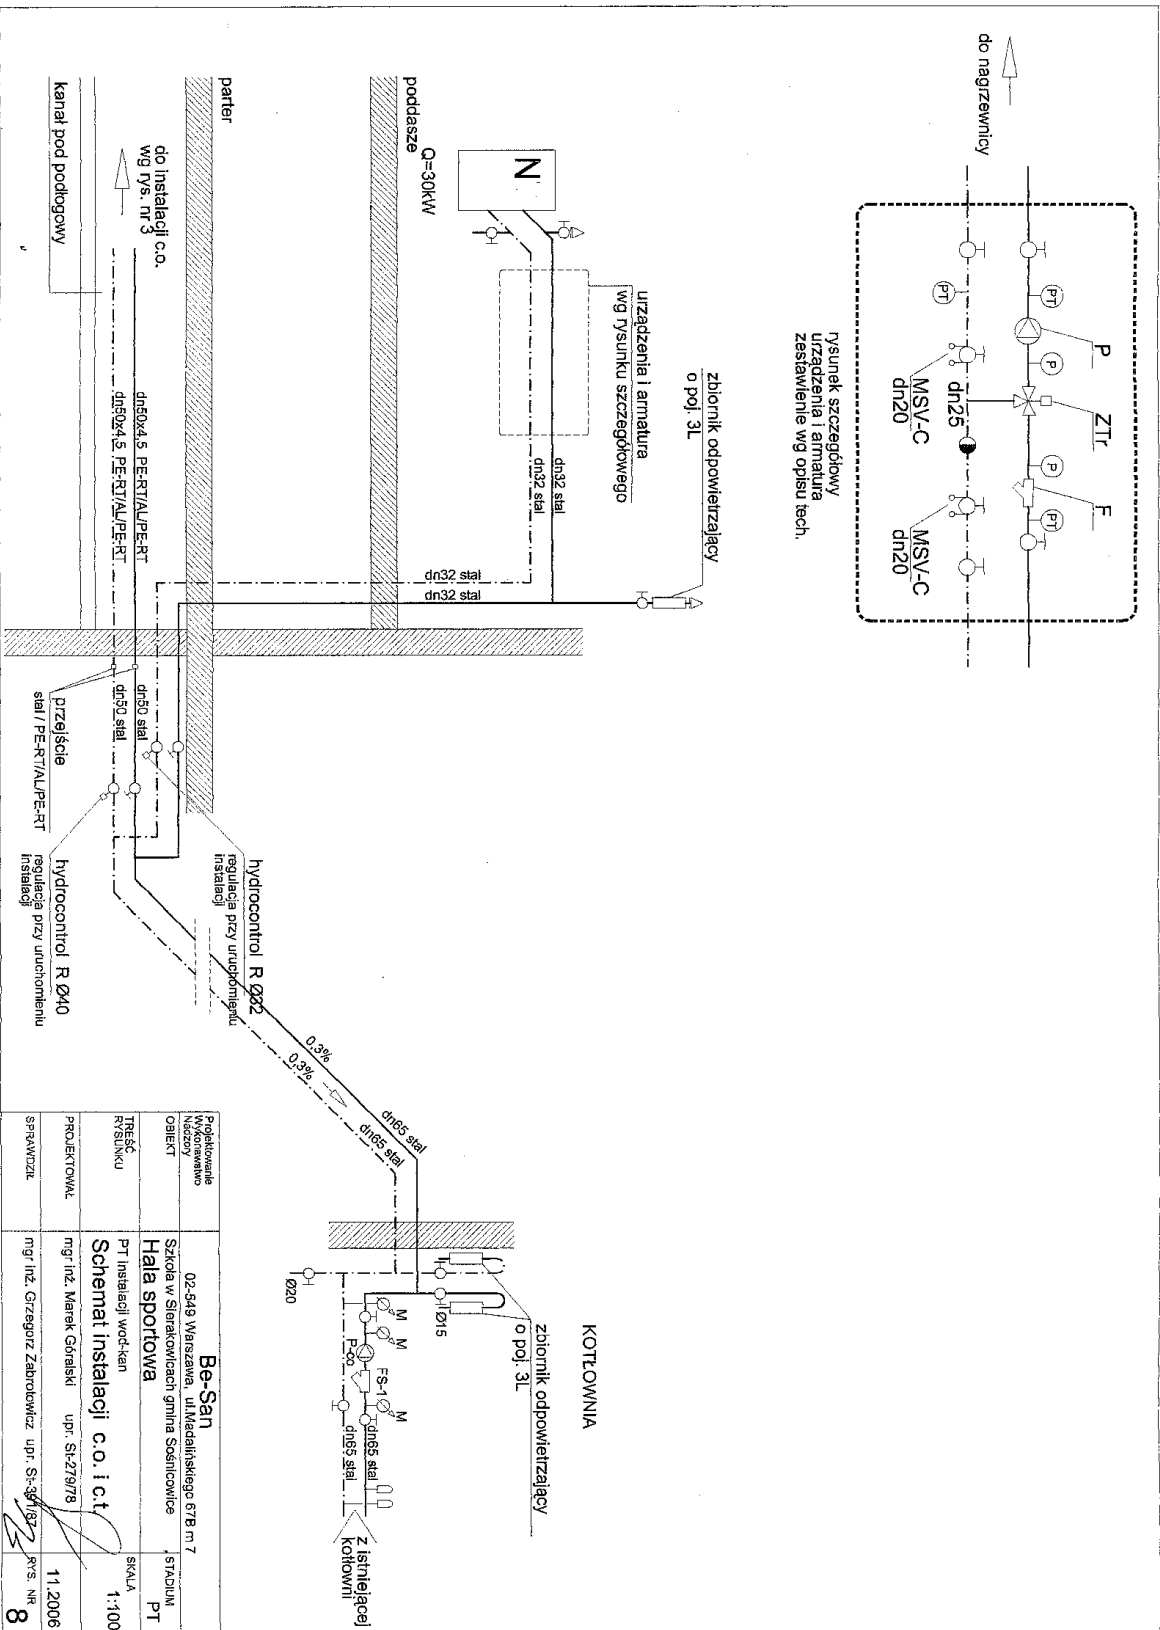 do nagrzewnicy
P
ZTr
F
PT
P
P
PT
PT
dn25
MSV-C
dn20
MSV-C
dn20
rysunek szczegółowy
urządzenia i armatura
zestawienie wg opisu tech.
zbiornik odpowietrzający
o poj. 3L
urządzenia i armatura
wg rysunku szczegółowego
N
Q=30kW
poddasze
dn32 stal
dn32 stal
dn32 stal
dn32 stal
parter
do instalacji c.o.
wg rys. nr 3
kanał pod podłogowy
dn50x4,5 PE-RT/AL/PE-RT
dn50x4,5 PE-RT/AL/PE-RT
dn50 stal
dn50 stal
przejście
stal / PE-RT/AL/PE-RT
hydrocontrol R Ø32
regulacja przy uruchomieniu
instalacji
hydrocontrol R Ø40
regulacja przy uruchomieniu
instalacji
0,3%
0,3%
dn65 stal
dn65 stal
KOTŁOWNIA
zbiornik odpowietrzający
o poj. 3L
Ø15
Ø20
M
M
M
P-co
FS-1
dn65 stal
dn65 stal
z istniejącej
kotłowni
Projektowanie
Wykonawstwo
Nadzory
Be-San
02-549 Warszawa, ul.Madalińskiego 67B m 7
OBIEKT
Szkoła w Sierakowicach gmina Sośnicowice
Hala sportowa
STADIUM
PT
TREŚĆ
RYSUNKU
PT instalacji wod-kan
Schemat instalacji c.o. i c.t.
SKALA
1:100
PROJEKTOWAŁ
mgr inż. Marek Góralski upr. St-279/78
11.2006
SPRAWDZIŁ
mgr inż. Grzegorz Zabrotowicz upr. St-391/87
RYS. NR
8